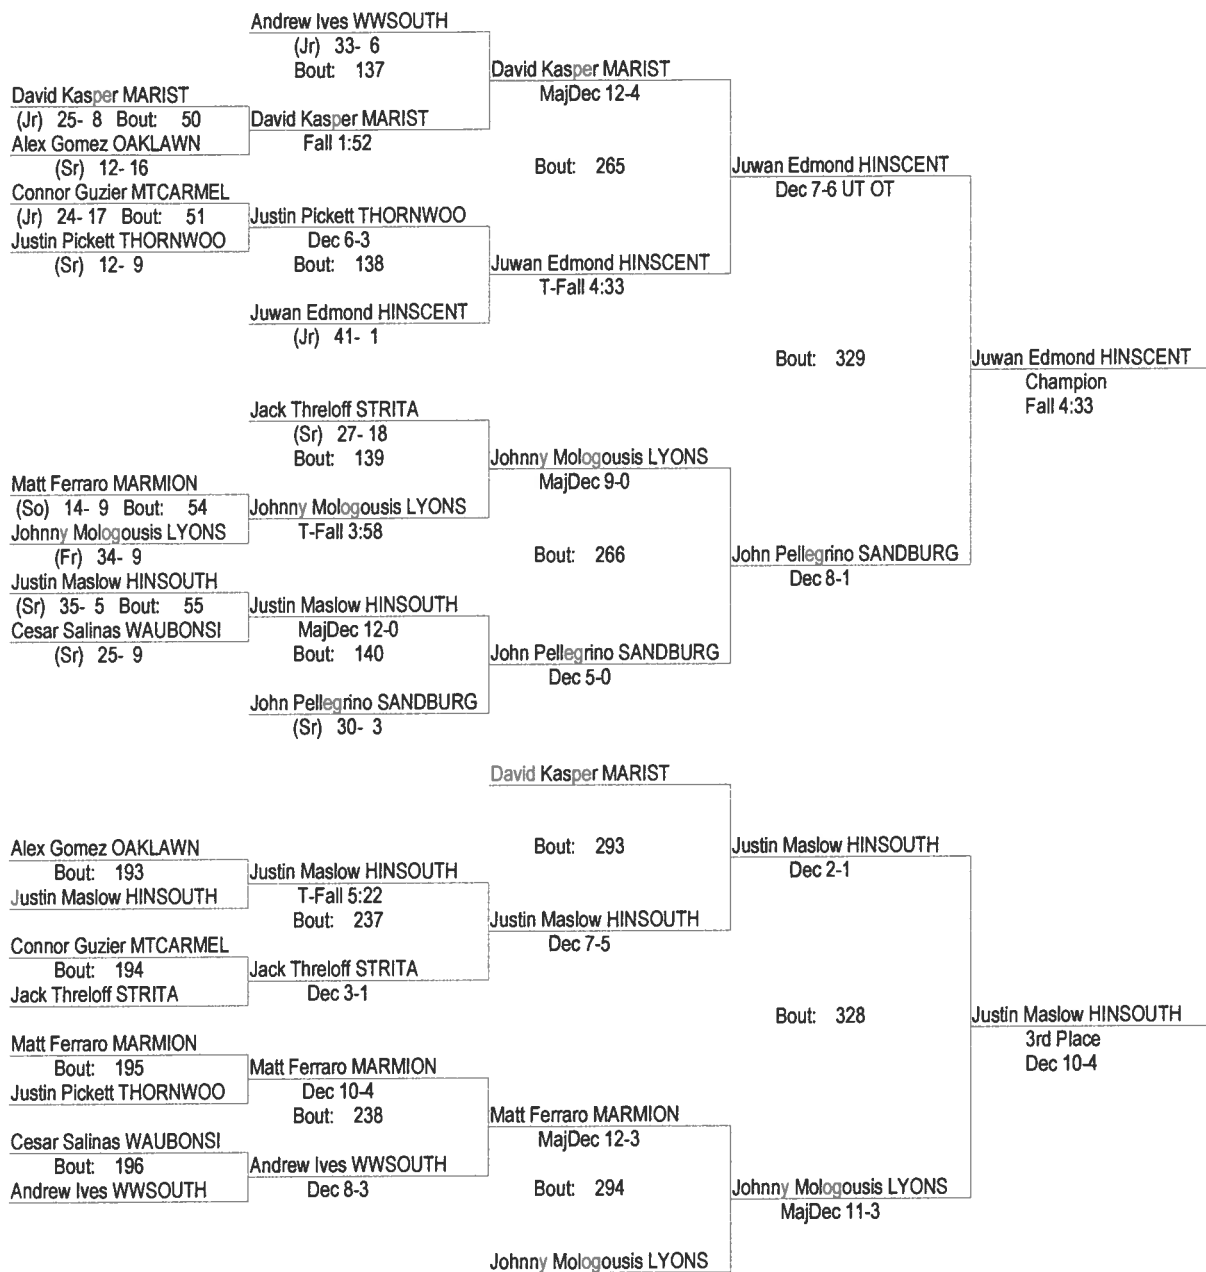 Andrew Ives WWSOUTH
(Jr) 33- 6
Bout: 137
David Kasper MARIST
MajDec 12-4
David Kasper MARIST
(Jr) 25- 8 Bout: 50
David Kasper MARIST
Fall 1:52
Alex Gomez OAKLAWN
(Sr) 12- 16
Bout: 265
Juwan Edmond HINSCENT
Dec 7-6 UT OT
Connor Guzier MTCARMEL
(Jr) 24- 17 Bout: 51
Justin Pickett THORNWOO
Dec 6-3
Bout: 138
Justin Pickett THORNWOO
(Sr) 12- 9
Juwan Edmond HINSCENT
T-Fall 4:33
Juwan Edmond HINSCENT
(Jr) 41- 1
Bout: 329
Juwan Edmond HINSCENT
Champion
Fall 4:33
Jack Threloff STRITA
(Sr) 27- 18
Bout: 139
Johnny Mologousis LYONS
MajDec 9-0
Matt Ferraro MARMION
(So) 14- 9 Bout: 54
Johnny Mologousis LYONS
T-Fall 3:58
Johnny Mologousis LYONS
(Fr) 34- 9
Bout: 266
John Pellegrino SANDBURG
Dec 8-1
Justin Maslow HINSOUTH
(Sr) 35- 5 Bout: 55
Justin Maslow HINSOUTH
MajDec 12-0
Bout: 140
Cesar Salinas WAUBONSI
(Sr) 25- 9
John Pellegrino SANDBURG
Dec 5-0
John Pellegrino SANDBURG
(Sr) 30- 3
David Kasper MARIST
Bout: 293
Justin Maslow HINSOUTH
Dec 2-1
Alex Gomez OAKLAWN
Bout: 193
Justin Maslow HINSOUTH
Justin Maslow HINSOUTH
T-Fall 5:22
Bout: 237
Justin Maslow HINSOUTH
Dec 7-5
Connor Guzier MTCARMEL
Bout: 194
Jack Threloff STRITA
Jack Threloff STRITA
Dec 3-1
Bout: 328
Justin Maslow HINSOUTH
3rd Place
Dec 10-4
Matt Ferraro MARMION
Bout: 195
Justin Pickett THORNWOO
Matt Ferraro MARMION
Dec 10-4
Bout: 238
Matt Ferraro MARMION
MajDec 12-3
Cesar Salinas WAUBONSI
Bout: 196
Andrew Ives WWSOUTH
Andrew Ives WWSOUTH
Dec 8-3
Bout: 294
Johnny Mologousis LYONS
MajDec 11-3
Johnny Mologousis LYONS